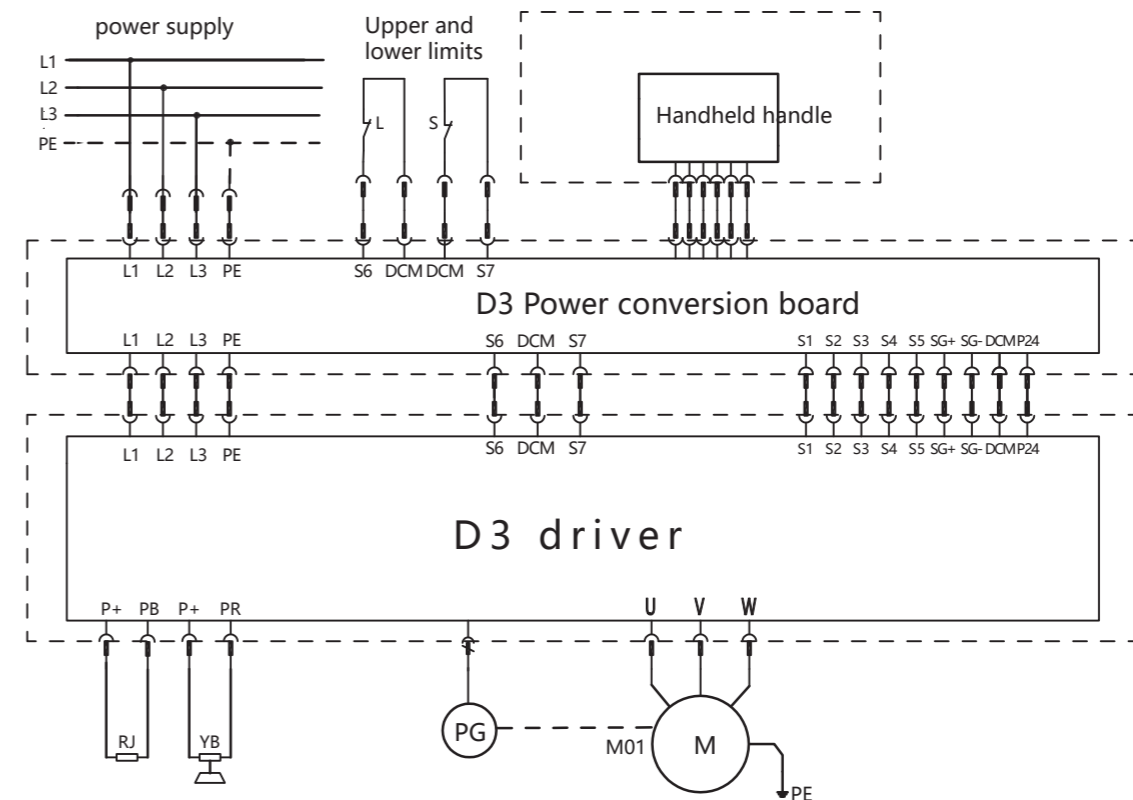 power supply
Upper and
lower limits
L1
L2
L3
PE
L
S
Handheld handle
L1 L2 L3 PE
S6 DCM DCM S7
D3 Power conversion board
L1 L2 L3 PE
S6 DCM S7
S1 S2 S3 S4 S5 SG+ SG- DCM P24
L1 L2 L3 PE
S6 DCM S7
S1 S2 S3 S4 S5 SG+ SG- DCM P24
D3 driver
P+ PB P+ PR
U V W
RJ
YB
PG
M01
M
PE